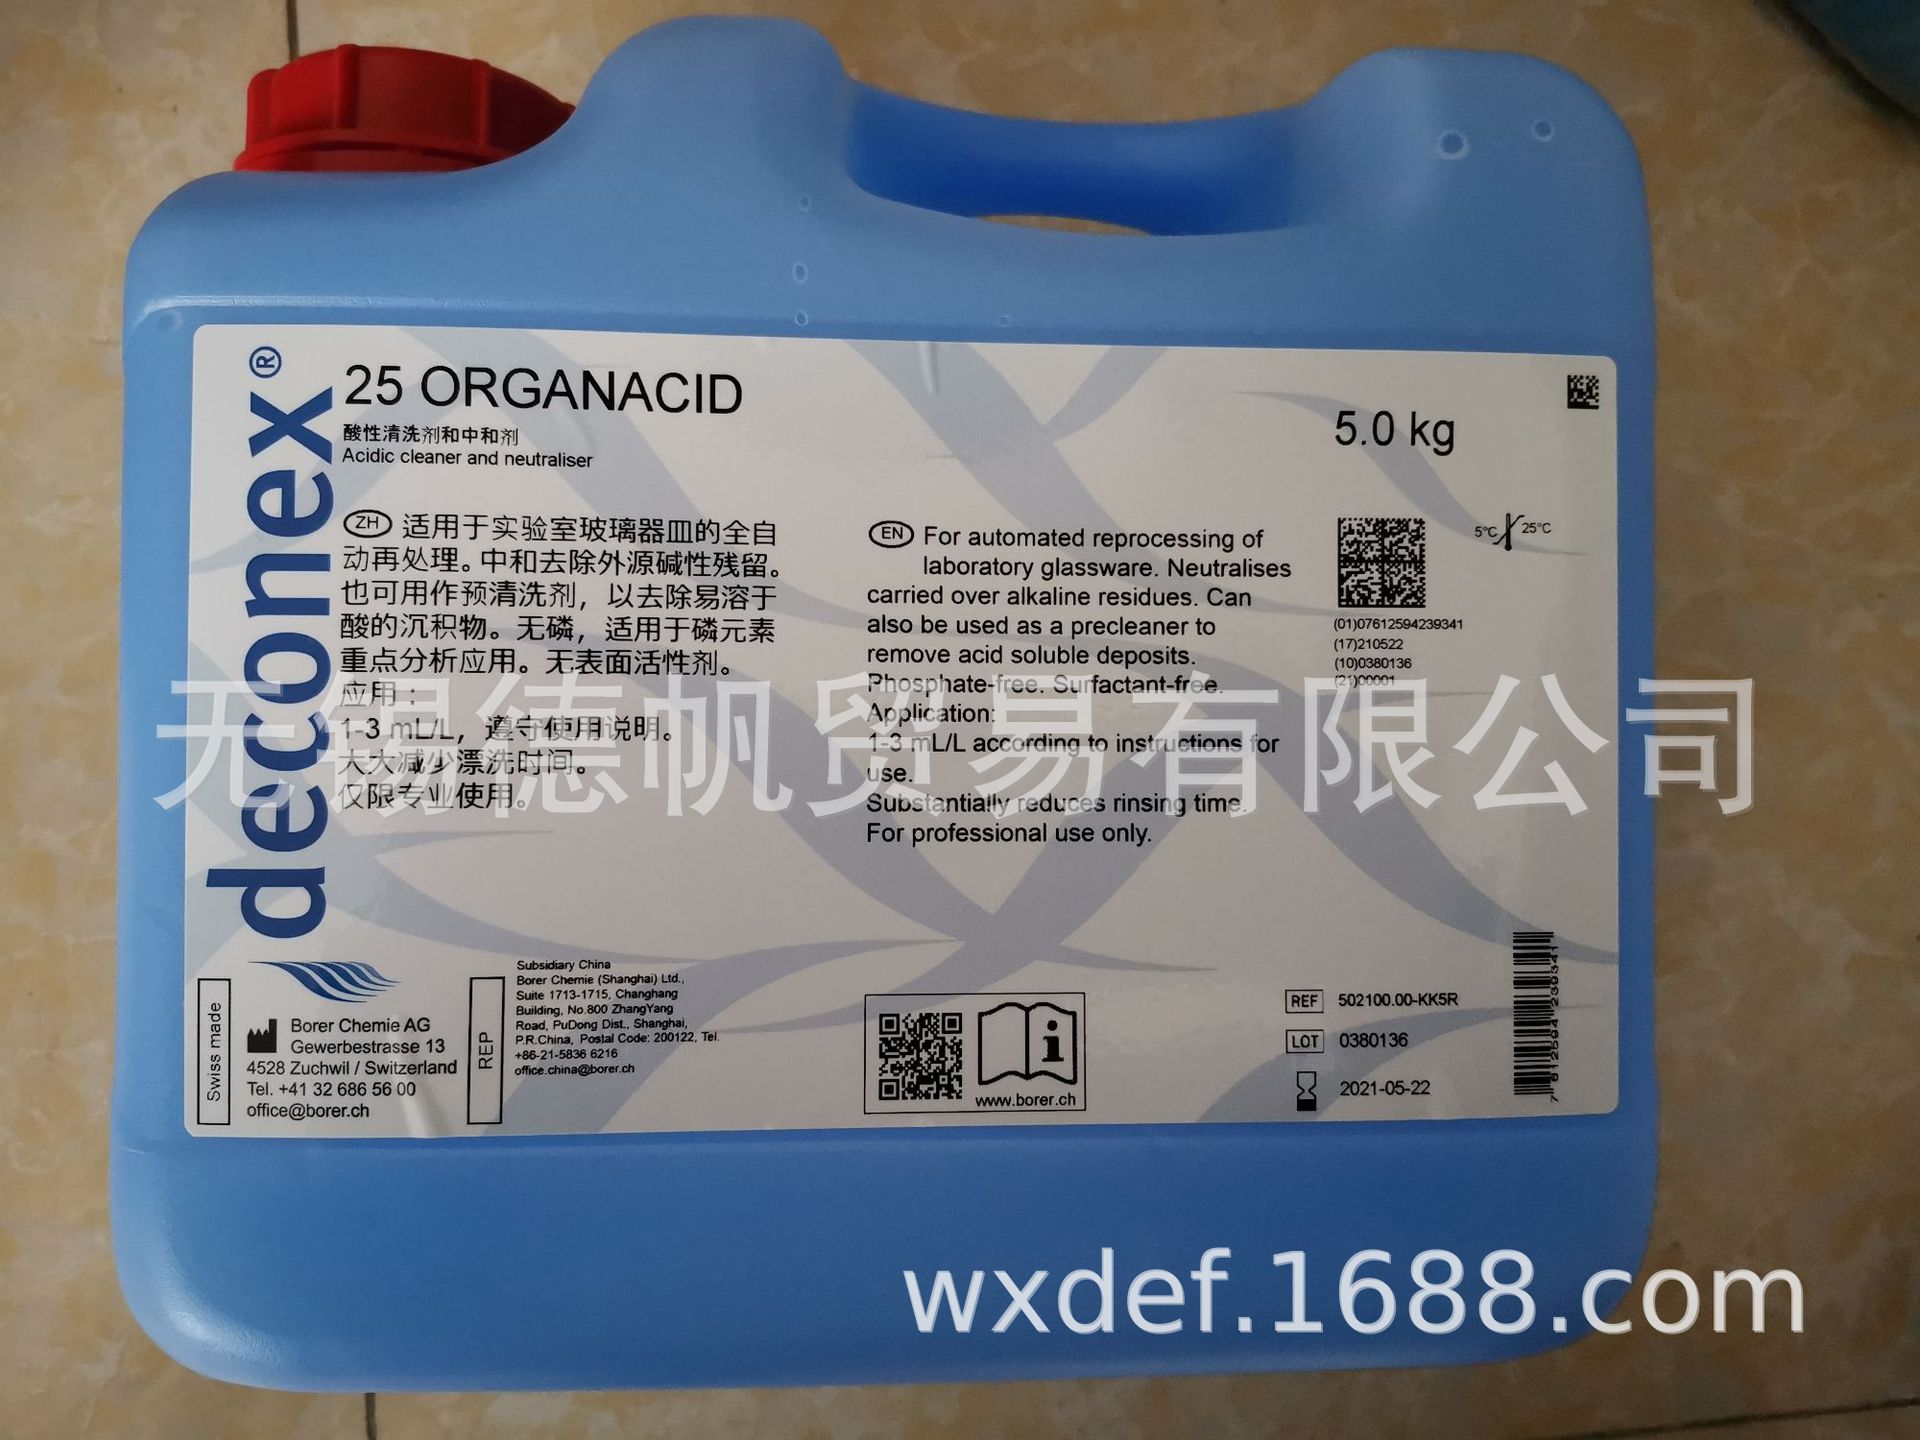 deconex®
25 ORGANACID
酸性清洗剂和中和剂
Acidic cleaner and neutraliser
5.0 kg
ZH 适用于实验室玻璃器皿的全自
动再处理。中和去除外源碱性残留。
也可用作预清洗剂，以去除易溶于
酸的沉积物。无磷，适用于磷元素
重点分析应用。无表面活性剂。
应用：
1-3 mL/L，遵守使用说明。
大大减少漂洗时间。
仅限专业使用。
EN For automated reprocessing of
laboratory glassware. Neutralises
carried over alkaline residues. Can
also be used as a precleaner to
remove acid soluble deposits.
Phosphate-free. Surfactant-free.
Application:
1-3 mL/L according to instructions for
use.
Substantially reduces rinsing time.
For professional use only.
5°C 25°C
(01)07612594239341
(17)210522
(10)0380136
(21)00001
无锡德帆贸易有限公司
Swiss made
Borer Chemie AG
Gewerbestrasse 13
4528 Zuchwil / Switzerland
Tel. +41 32 686 56 00
office@borer.ch
REP
Subsidiary China
Borer Chemie (Shanghai) Ltd.,
Suite 1713-1715, Changhang
Building, No.800 ZhangYang
Road, PuDong Dist., Shanghai,
P.R.China, Postal Code: 200122, Tel.
+86-21-5836 6216
office.china@borer.ch
www.borer.ch
REF 502100.00-KK5R
LOT 0380136
2021-05-22
7 612594 239341
wxdef.1688.com